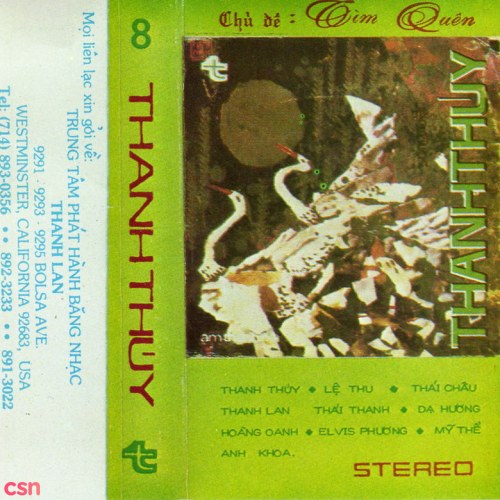 Mọi liên lạc xin gởi về:
TRUNG TÂM PHÁT HÀNH BĂNG NHẠC
THANH LAN
9291 - 9293 - 9295 BOLSA AVE.
WESTMINSTER, CALIFORNIA 92683, USA
Tel: (714) 893-0356 •• 892-3233 •• 891-3022
8
THANH THÚY
Chủ đề : Tìm Quên
THANH THUY
THANH THÚY • LỆ THU • THÁI CHÂU
THANH LAN THÁI THANH • DẠ HƯƠNG
HOÀNG OANH • ELVIS PHƯƠNG • MỸ THỂ
ANH KHOA.
STEREO
csn